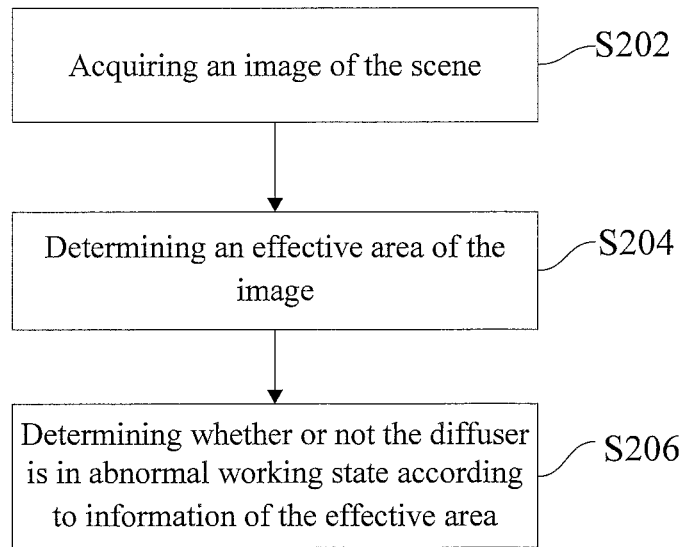 Acquiring an image of the scene
S202
Determining an effective area of the
image
S204
Determining whether or not the diffuser
is in abnormal working state according
to information of the effective area
S206